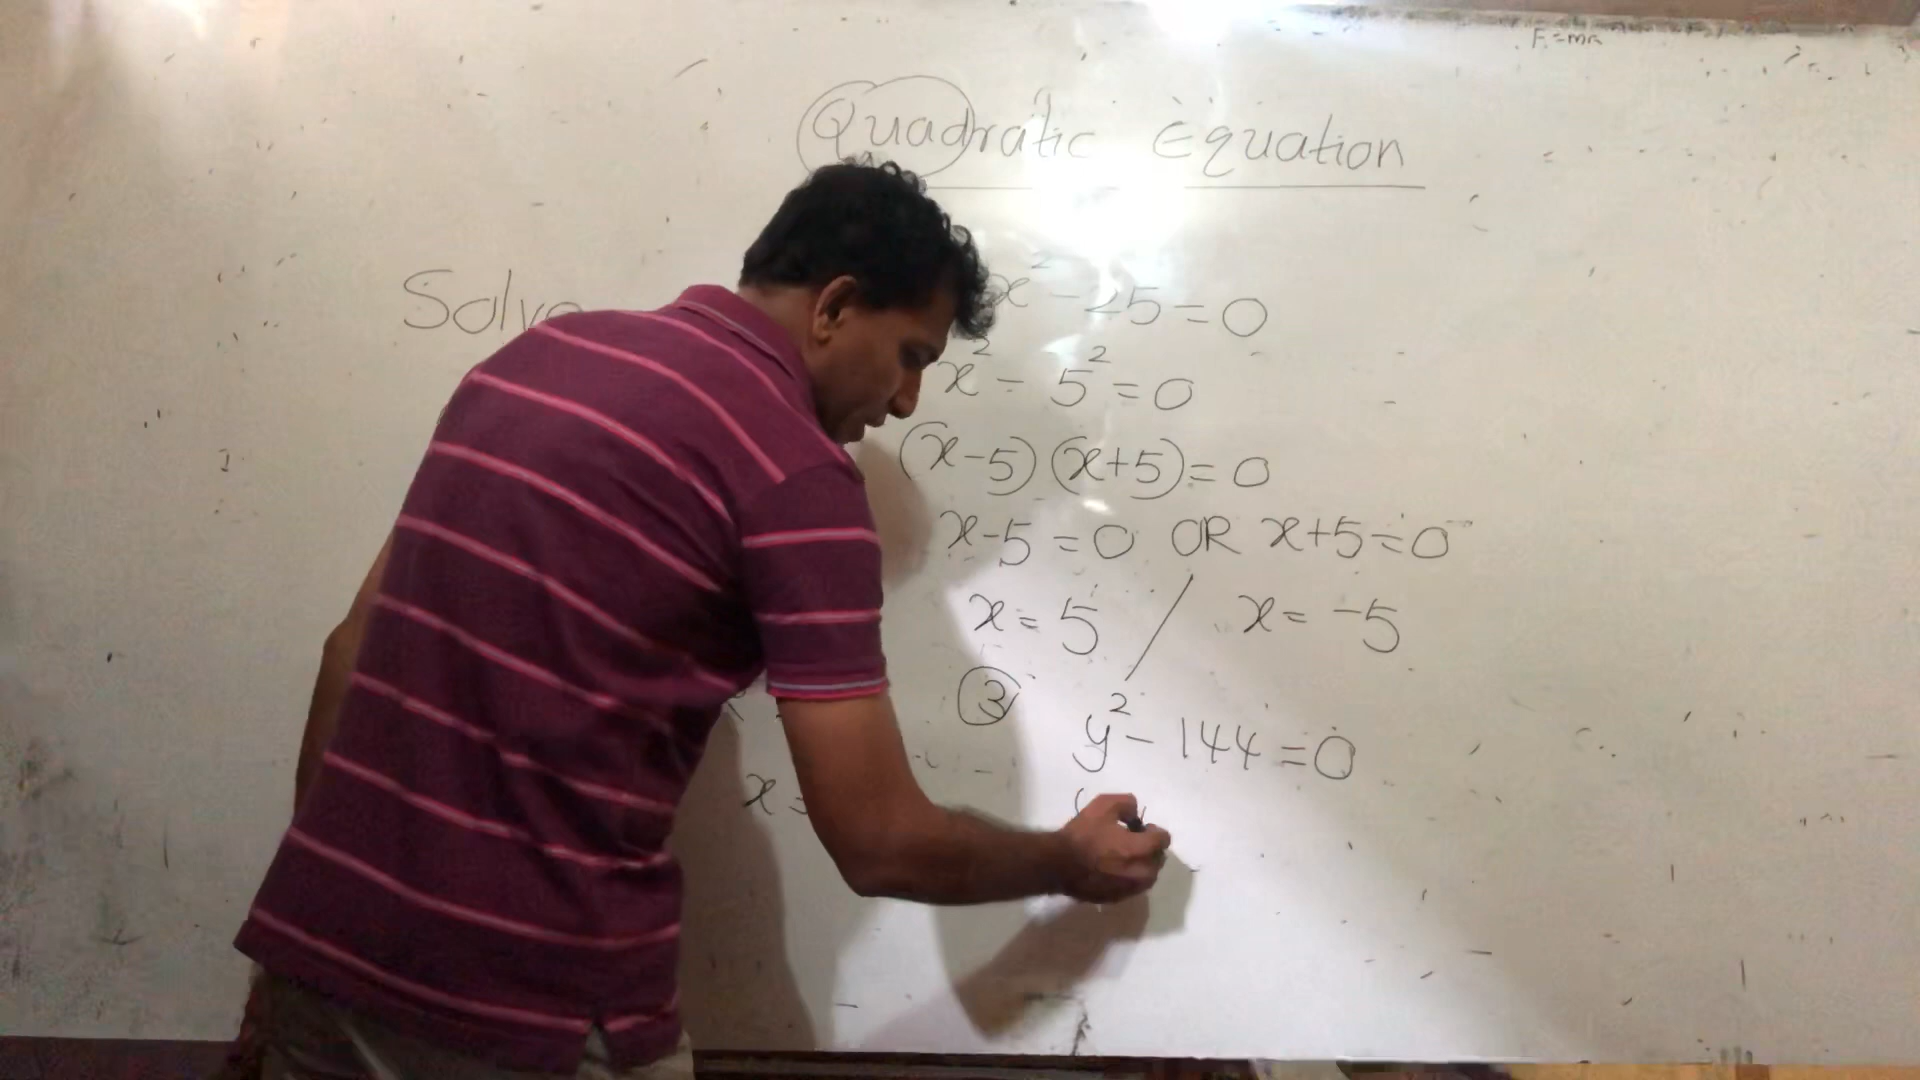 F=ma
Quadratic Equation
Solve
x² - 25 = 0
x² - 5² = 0
(x-5)(x+5) = 0
x-5 = 0 OR x+5 = 0
x = 5 / x = -5
③ y² - 144 = 0
x =
(